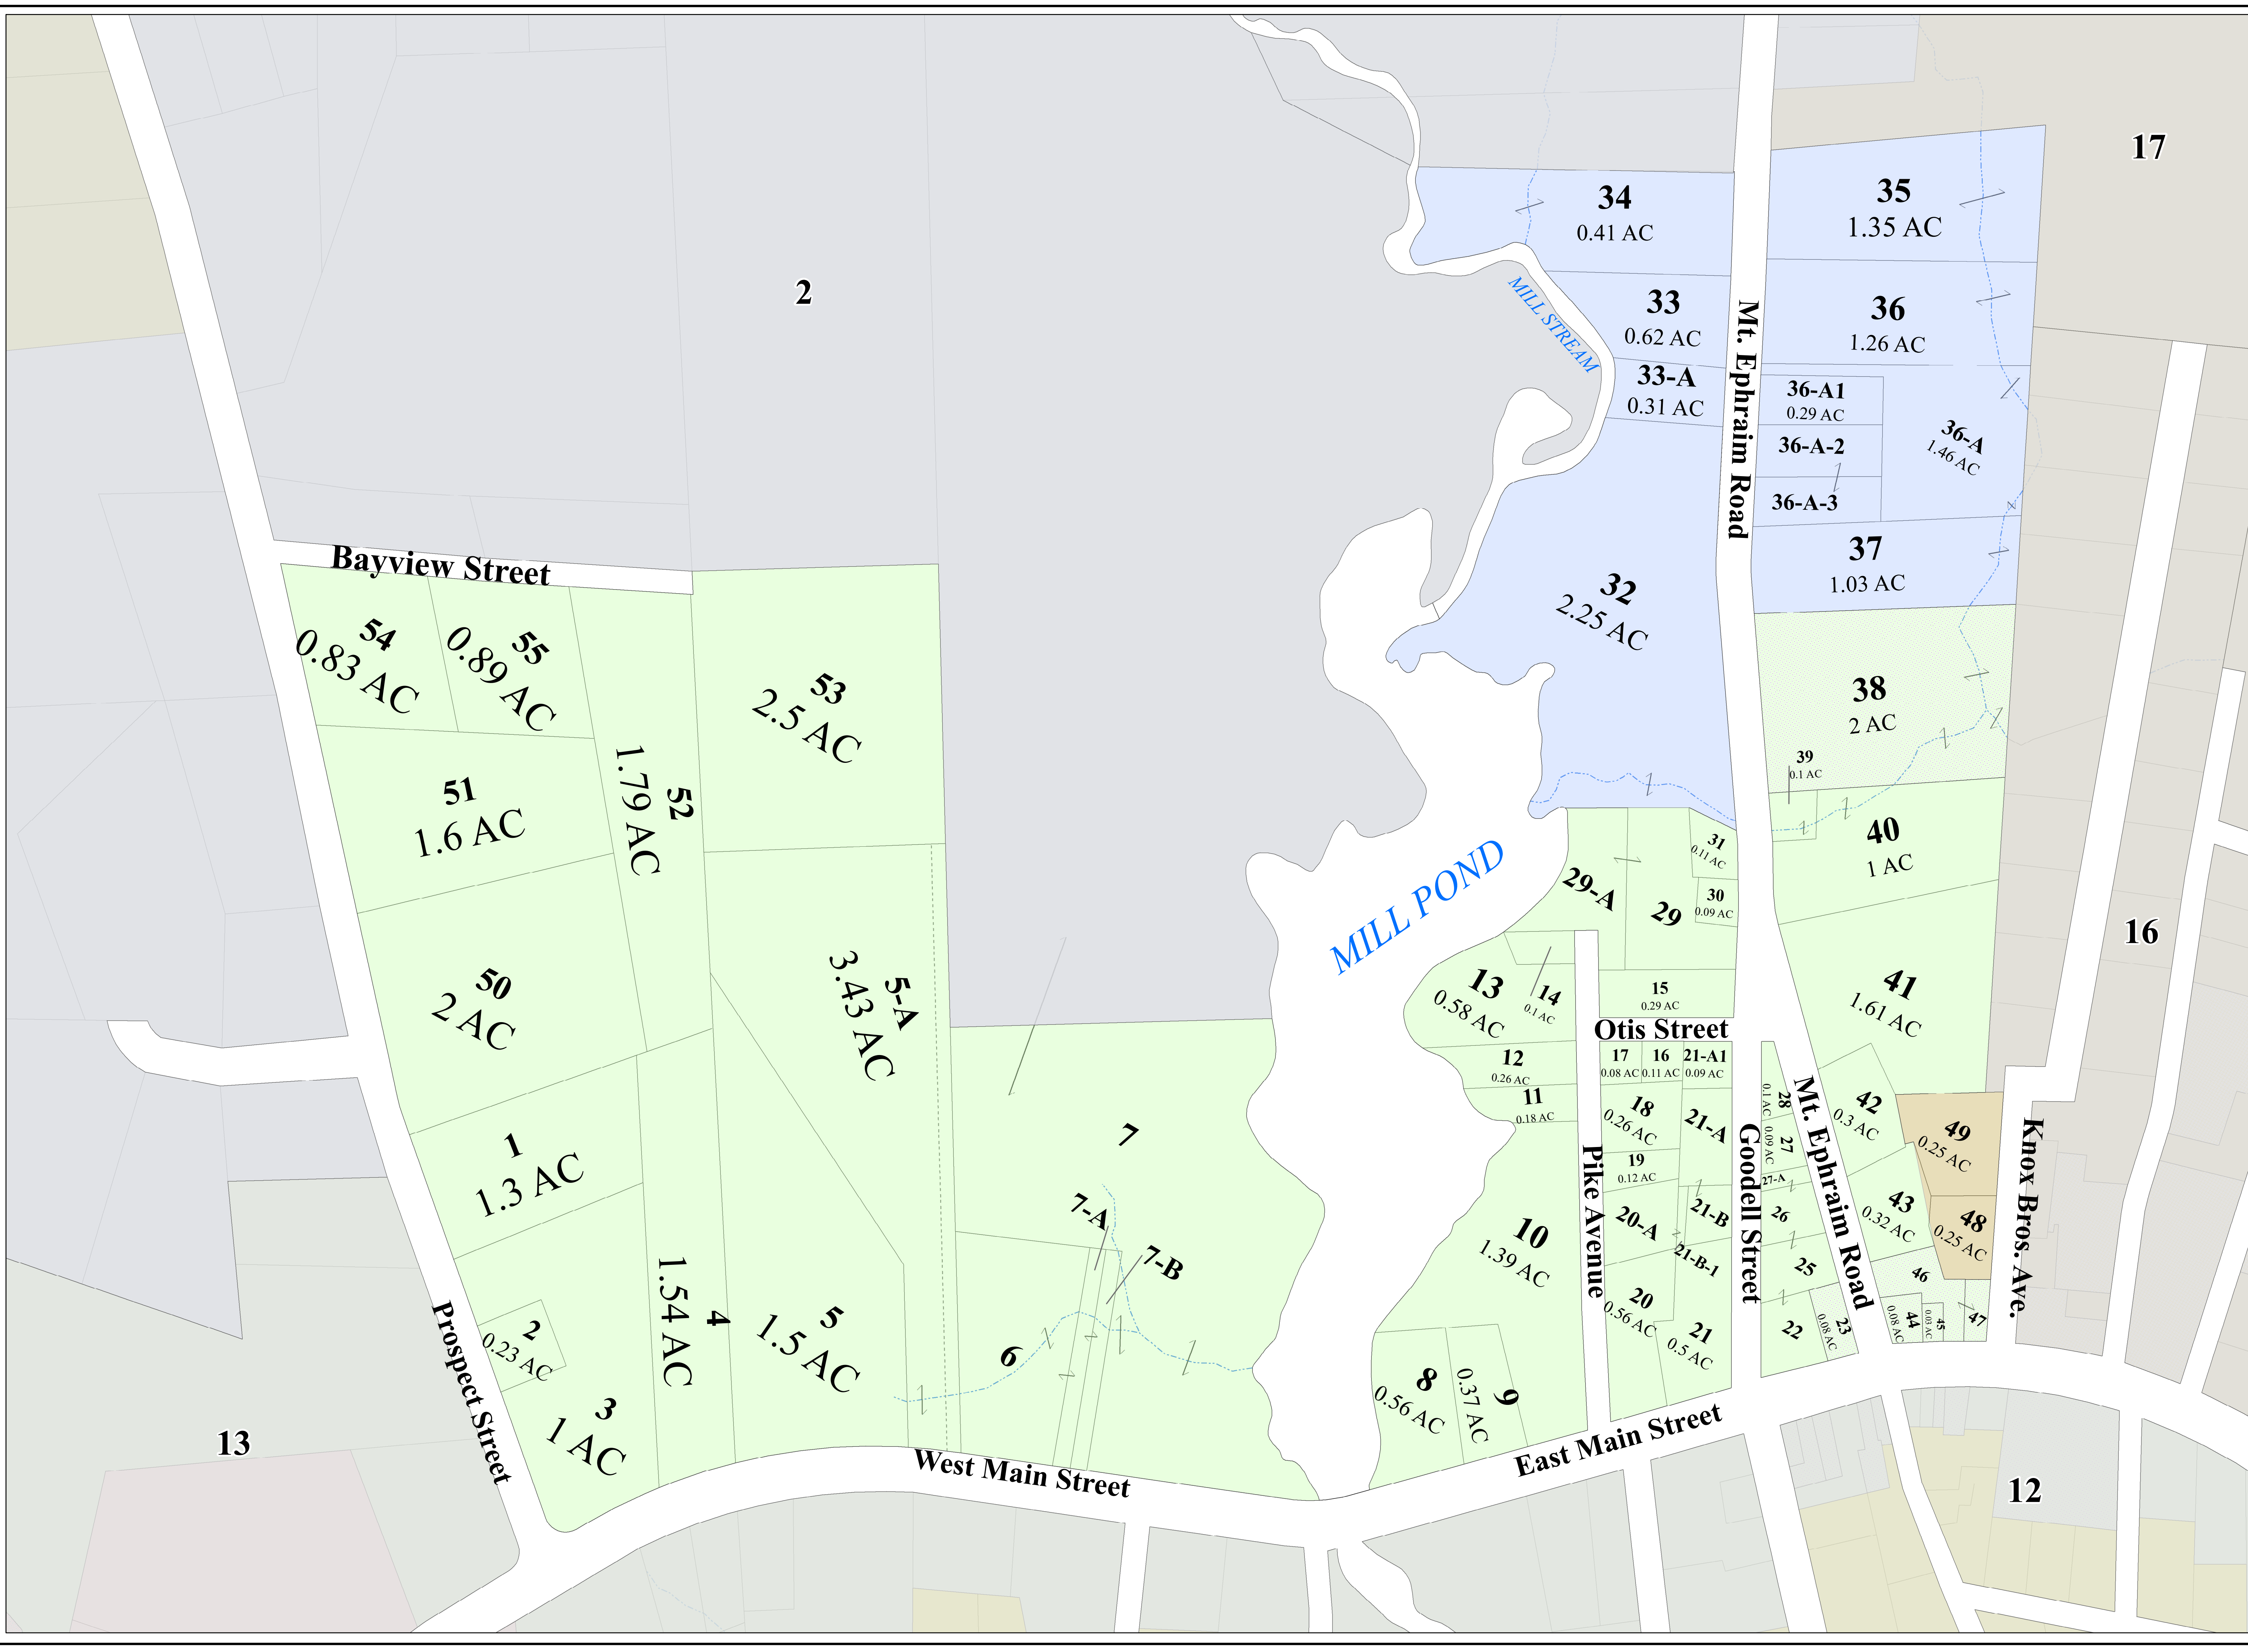 17
34
0.41 AC
35
1.35 AC
2
MILL STREAM
33
0.62 AC
36
1.26 AC
33-A
0.31 AC
Mt. Ephraim Road
36-A1
0.29 AC
36-A-2
36-A
1.46 AC
36-A-3
Bayview Street
37
1.03 AC
32
2.25 AC
54
0.83 AC
55
0.89 AC
53
2.5 AC
38
2 AC
39
0.1 AC
51
1.6 AC
52
1.79 AC
40
1 AC
31
0.11 AC
29-A
29
30
0.09 AC
MILL POND
16
50
2 AC
5-A
3.43 AC
13
0.58 AC
14
0.1 AC
15
0.29 AC
41
1.61 AC
Otis Street
12
0.26 AC
17
0.08 AC
16
0.11 AC
21-A1
0.09 AC
11
0.18 AC
28
0.1 AC
42
0.3 AC
18
0.26 AC
21-A
27
0.09 AC
49
0.25 AC
1
1.3 AC
7
19
0.12 AC
27-A
Mt. Ephraim Road
Knox Bros. Ave.
Pike Avenue
Goodell Street
7-A
7-B
10
1.39 AC
20-A
21-B
26
43
0.32 AC
48
0.25 AC
21-B-1
25
46
2
0.23 AC
4
1.54 AC
5
1.5 AC
6
20
0.56 AC
21
0.5 AC
22
23
0.08 AC
44
0.08 AC
45
0.03 AC
47
Prospect Street
3
1 AC
8
0.56 AC
9
0.37 AC
13
West Main Street
East Main Street
12